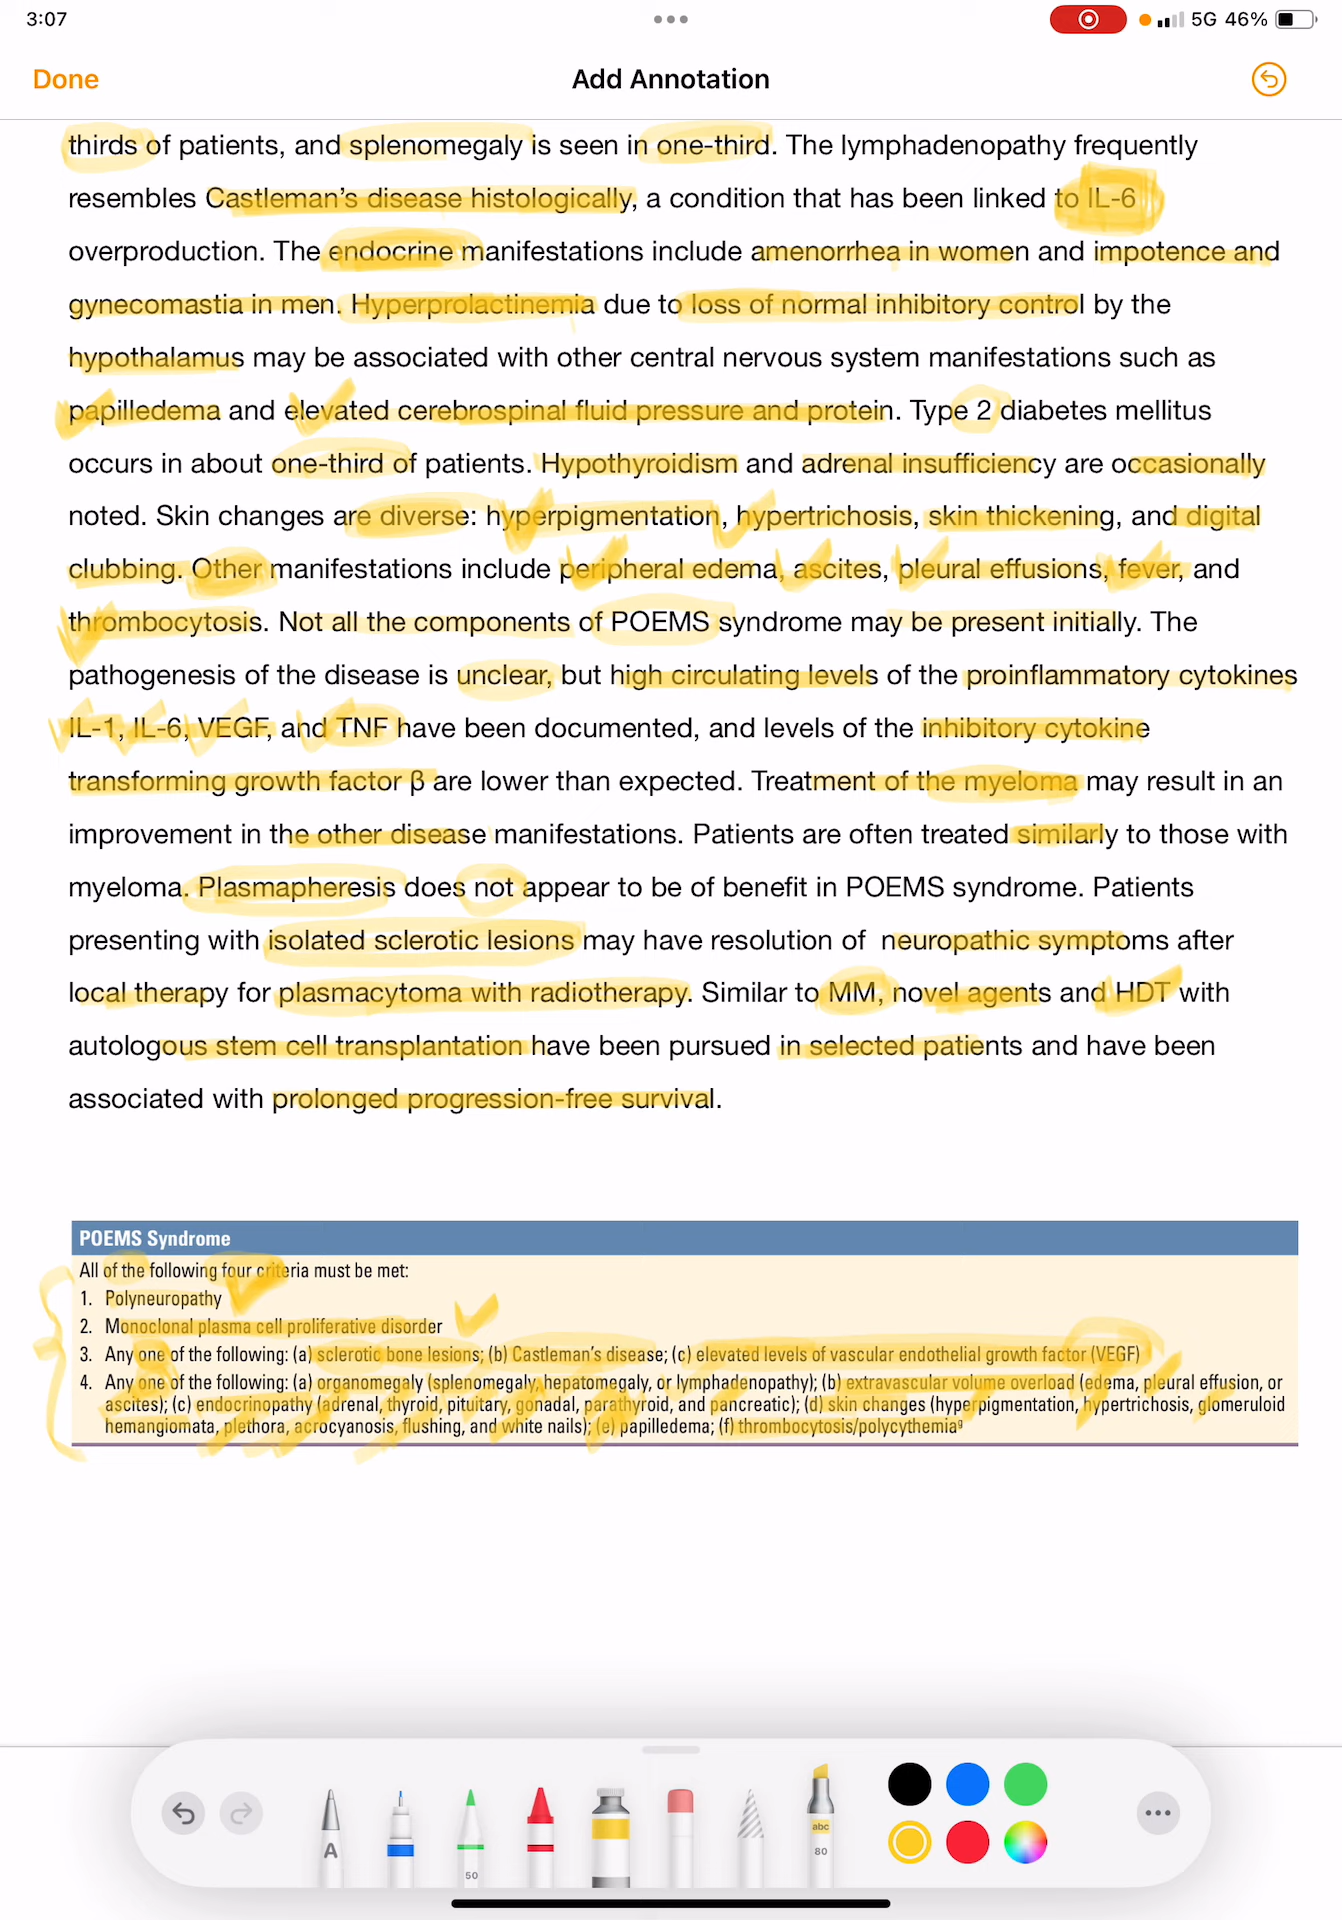 3:07
5G 46%
Done
Add Annotation
thirds of patients, and splenomegaly is seen in one-third. The lymphadenopathy frequently
resembles Castleman's disease histologically, a condition that has been linked to IL-6
overproduction. The endocrine manifestations include amenorrhea in women and impotence and
gynecomastia in men. Hyperprolactinemia due to loss of normal inhibitory control by the
hypothalamus may be associated with other central nervous system manifestations such as
papilledema and elevated cerebrospinal fluid pressure and protein. Type 2 diabetes mellitus
occurs in about one-third of patients. Hypothyroidism and adrenal insufficiency are occasionally
noted. Skin changes are diverse: hyperpigmentation, hypertrichosis, skin thickening, and digital
clubbing. Other manifestations include peripheral edema, ascites, pleural effusions, fever, and
thrombocytosis. Not all the components of POEMS syndrome may be present initially. The
pathogenesis of the disease is unclear, but high circulating levels of the proinflammatory cytokines
IL-1, IL-6, VEGF, and TNF have been documented, and levels of the inhibitory cytokine
transforming growth factor β are lower than expected. Treatment of the myeloma may result in an
improvement in the other disease manifestations. Patients are often treated similarly to those with
myeloma. Plasmapheresis does not appear to be of benefit in POEMS syndrome. Patients
presenting with isolated sclerotic lesions may have resolution of neuropathic symptoms after
local therapy for plasmacytoma with radiotherapy. Similar to MM, novel agents and HDT with
autologous stem cell transplantation have been pursued in selected patients and have been
associated with prolonged progression-free survival.
POEMS Syndrome
All of the following four criteria must be met:
1. Polyneuropathy
2. Monoclonal plasma cell proliferative disorder
3. Any one of the following: (a) sclerotic bone lesions; (b) Castleman's disease; (c) elevated levels of vascular endothelial growth factor (VEGF)
4. Any one of the following: (a) organomegaly (splenomegaly, hepatomegaly, or lymphadenopathy); (b) extravascular volume overload (edema, pleural effusion, or
ascites); (c) endocrinopathy (adrenal, thyroid, pituitary, gonadal, parathyroid, and pancreatic); (d) skin changes (hyperpigmentation, hypertrichosis, glomeruloid
hemangiomata, plethora, acrocyanosis, flushing, and white nails); (e) papilledema; (f) thrombocytosis/polycythemiaᵍ
A
50
abc
80